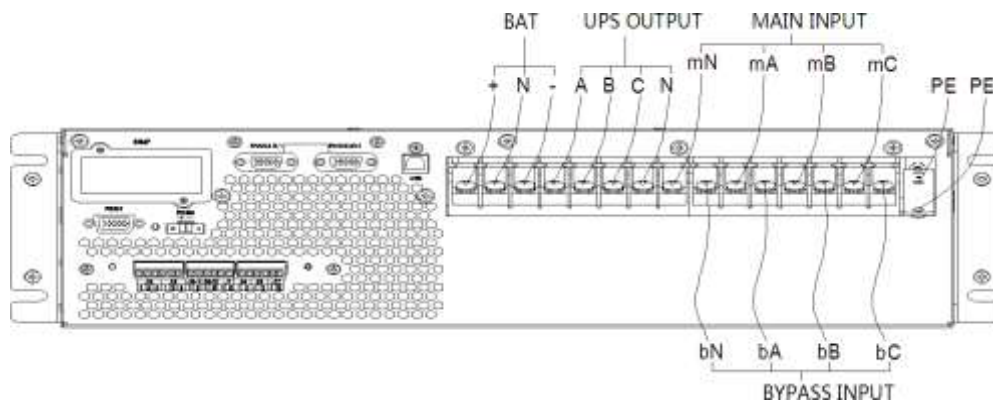 BAT UPS OUTPUT MAIN INPUT
+ N - A B C N mN mA mB mC PE PE
bN bA bB bC
BYPASS INPUT